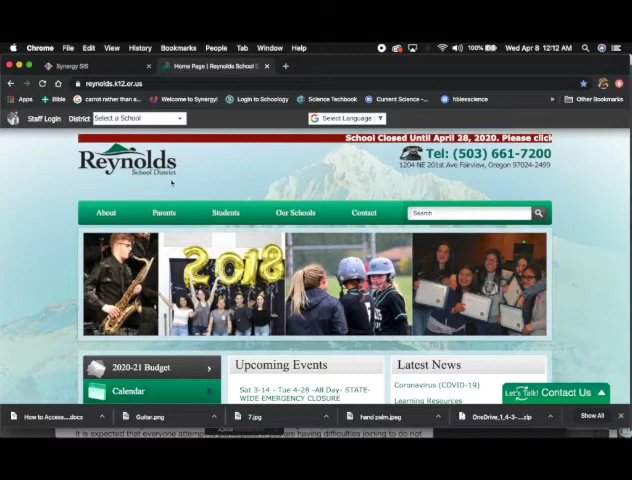 Chrome File Edit View History Bookmarks People Tab Window Help 100% Wed Apr 8 12:12 AM
Synergy SIS Home Page | Reynolds School
reynolds.k12.or.us
Apps Bible carrot rather than a... Welcome to Synergy! Login to Schoology Science Techbook Current Science -... hbleescience Other Bookmarks
Staff Login District Select a School Select Language
School Closed Until April 28, 2020. Please click
Reynolds
School District
Tel: (503) 661-7200
1204 NE 201st Ave Fairview, Oregon 97024-2499
About Parents Students Our Schools Contact Search
2018
2020-21 Budget
Calendar
Upcoming Events
Sat 3-14 - Tue 4-28 -All Day- STATE-
WIDE EMERGENCY CLOSURE
Latest News
Coronavirus (COVID-19)
Learning Resources
Let's Talk! Contact Us
How to Access....docx Guitar.png 7.jpg hand palm.jpeg OneDrive_1_4-3-....zip Show All
It is expected that everyone attempts are having difficulties joining to do not